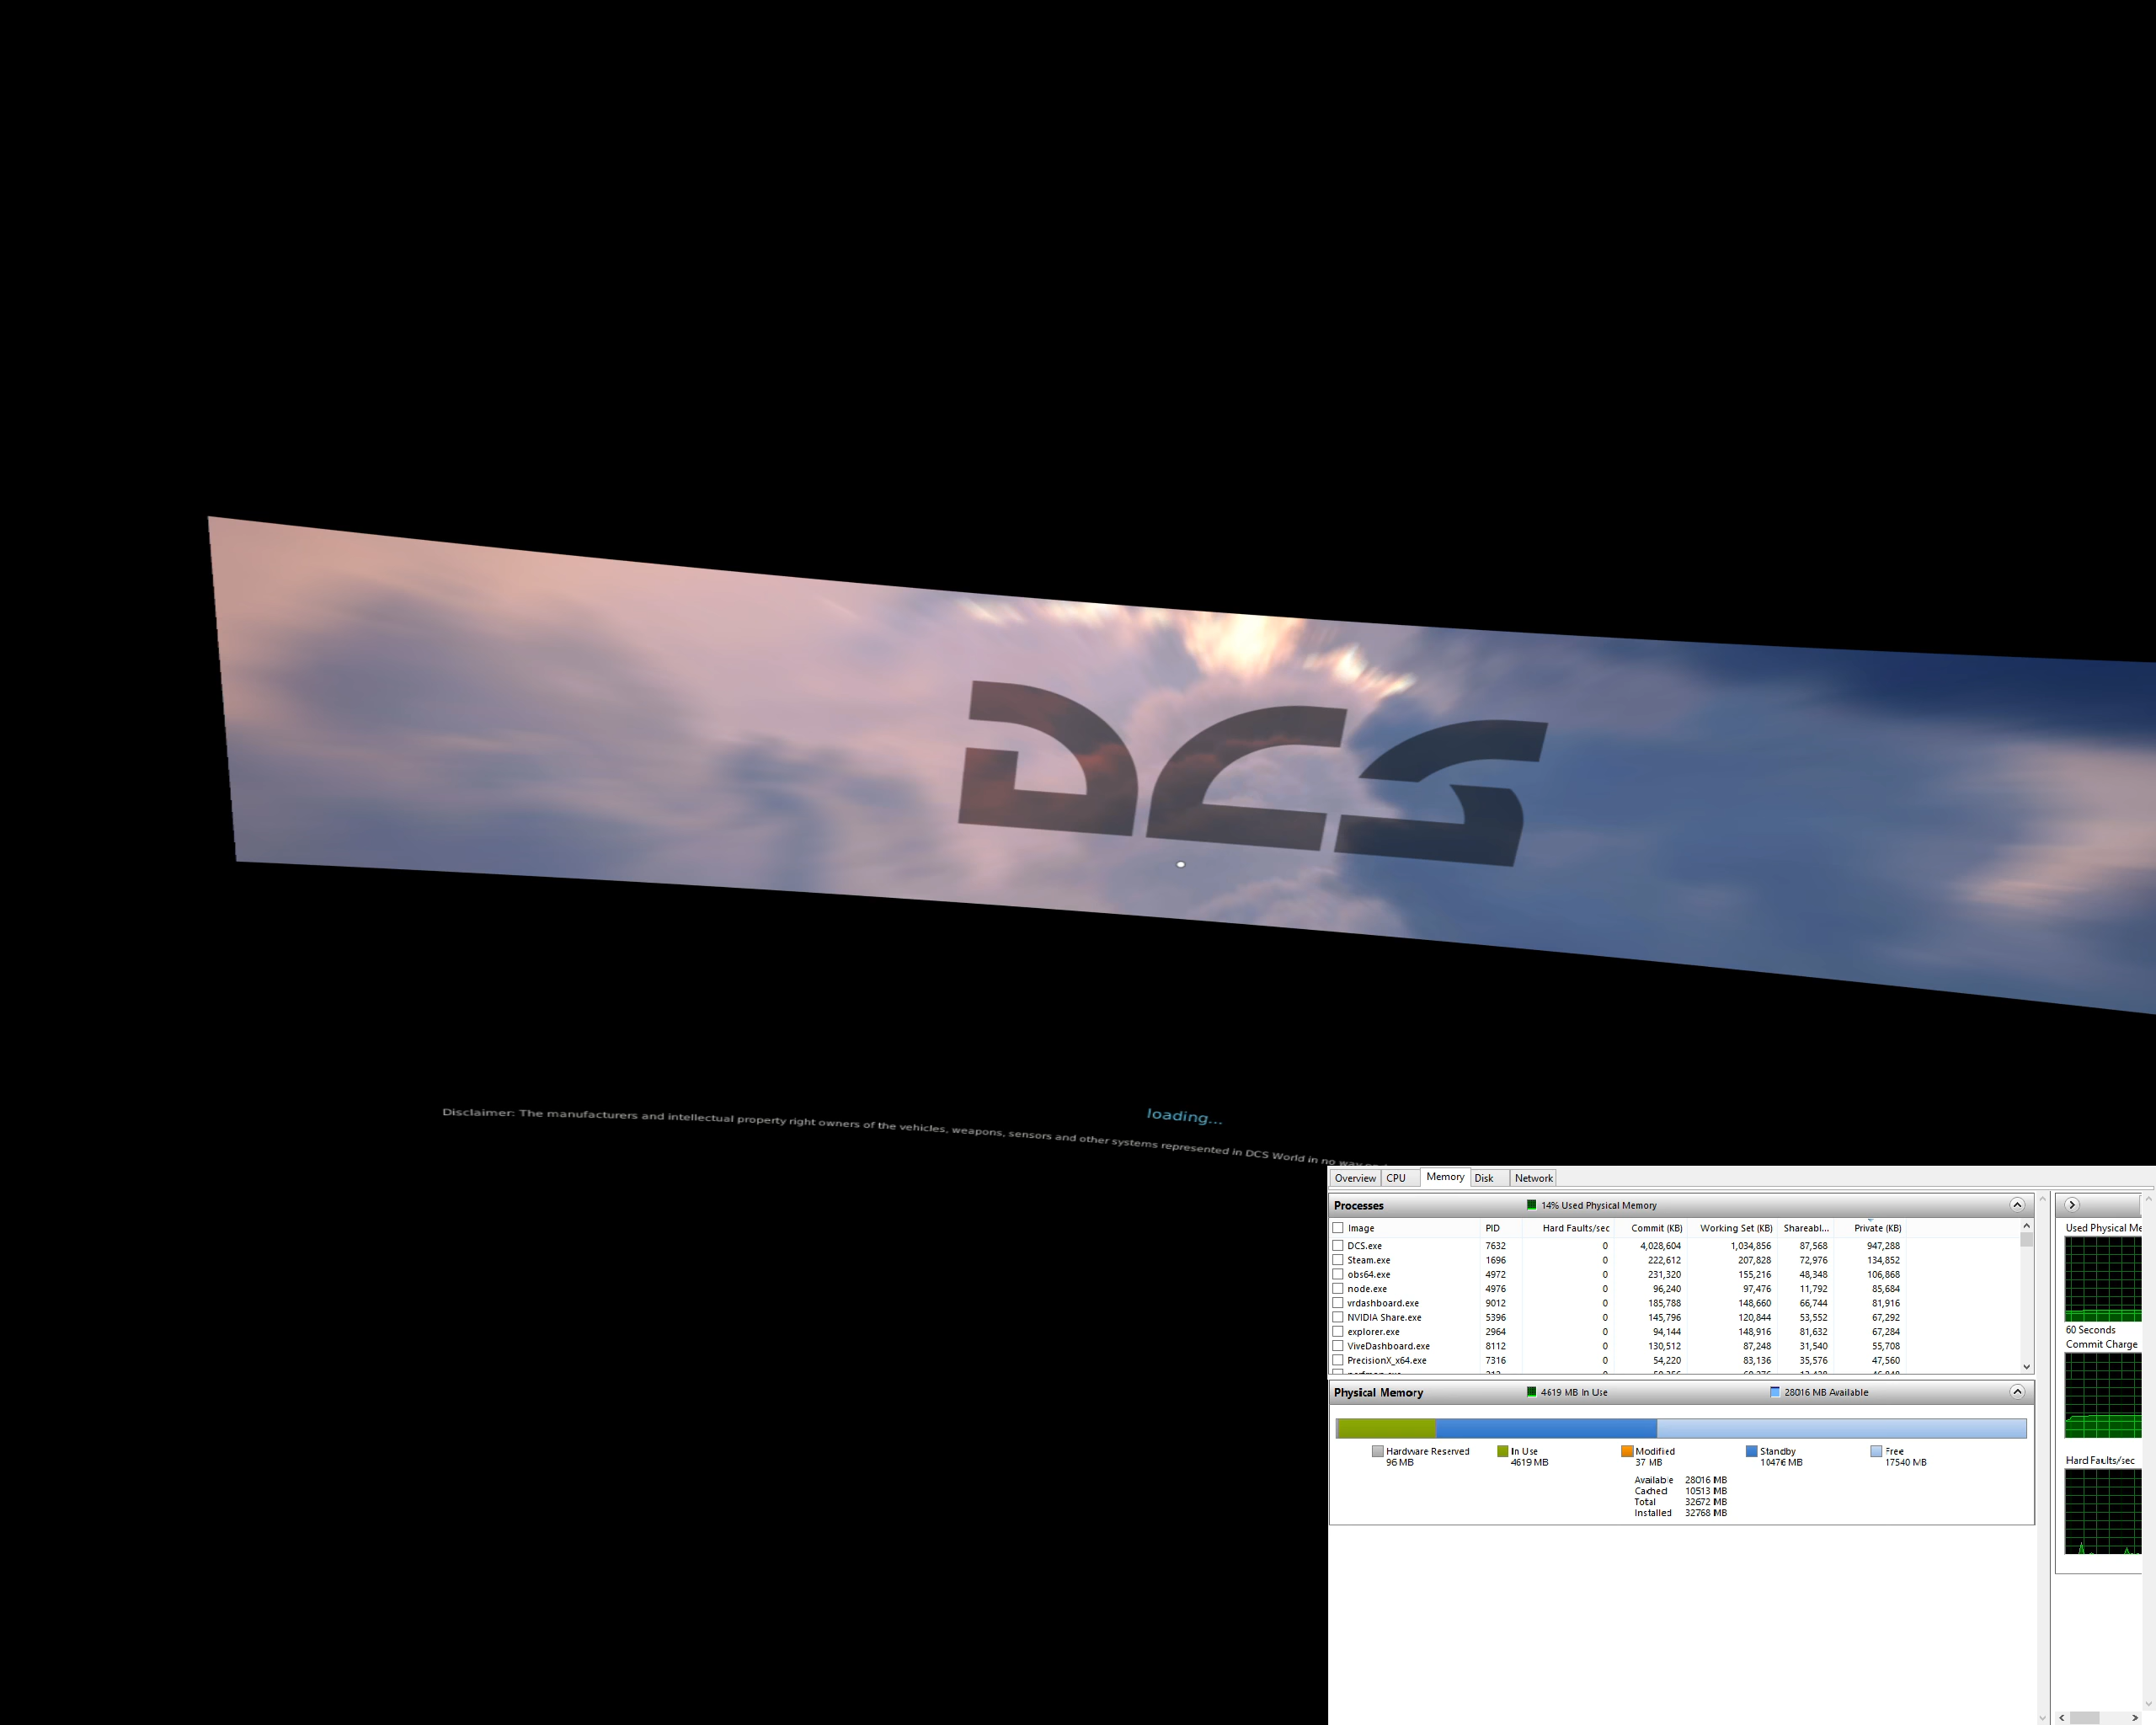 DCS
loading...
Disclaimer: The manufacturers and intellectual property right owners of the vehicles, weapons, sensors and other systems represented in DCS World in no way
Overview CPU Memory Disk Network
Processes 14% Used Physical Memory
Image PID Hard Faults/sec Commit (KB) Working Set (KB) Shareabl... Private (KB)
DCS.exe 7632 0 4,028,604 1,034,856 87,568 947,288
Steam.exe 1696 0 222,612 207,828 72,976 134,852
obs64.exe 4972 0 231,320 155,216 48,348 106,868
node.exe 4976 0 96,240 97,476 11,792 85,684
vrdashboard.exe 9012 0 185,788 148,660 66,744 81,916
NVIDIA Share.exe 5396 0 145,796 120,844 53,552 67,292
explorer.exe 2964 0 94,144 148,916 81,632 67,284
ViveDashboard.exe 8112 0 130,512 87,248 31,540 55,708
PrecisionX_x64.exe 7316 0 54,220 83,136 35,576 47,560
Physical Memory 4619 MB In Use 28016 MB Available
Hardware Reserved In Use Modified Standby Free
96 MB 4619 MB 37 MB 10476 MB 17540 MB
Available 28016 MB
Cached 10513 MB
Total 32672 MB
Installed 32768 MB
Used Physical Me
60 Seconds
Commit Charge
Hard Faults/sec